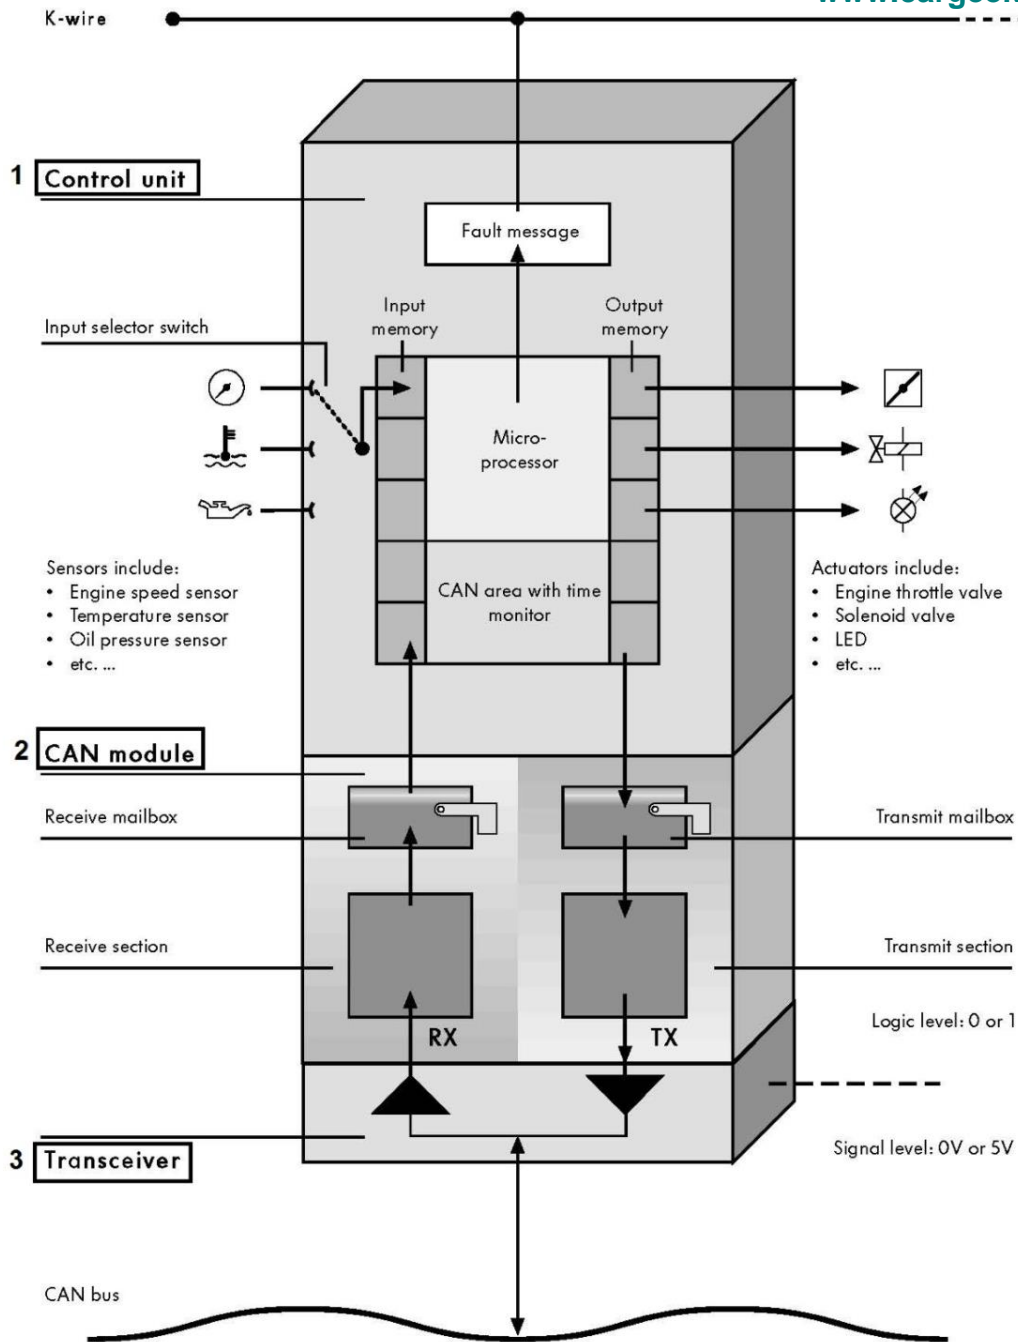 K-wire
1 Control unit
Fault message
Input
memory
Output
memory
Input selector switch
Micro-
processor
Sensors include:
• Engine speed sensor
• Temperature sensor
• Oil pressure sensor
• etc. ...
CAN area with time
monitor
Actuators include:
• Engine throttle valve
• Solenoid valve
• LED
• etc. ...
2 CAN module
Receive mailbox
Transmit mailbox
Receive section
Transmit section
RX
TX
Logic level: 0 or 1
3 Transceiver
Signal level: 0V or 5V
CAN bus